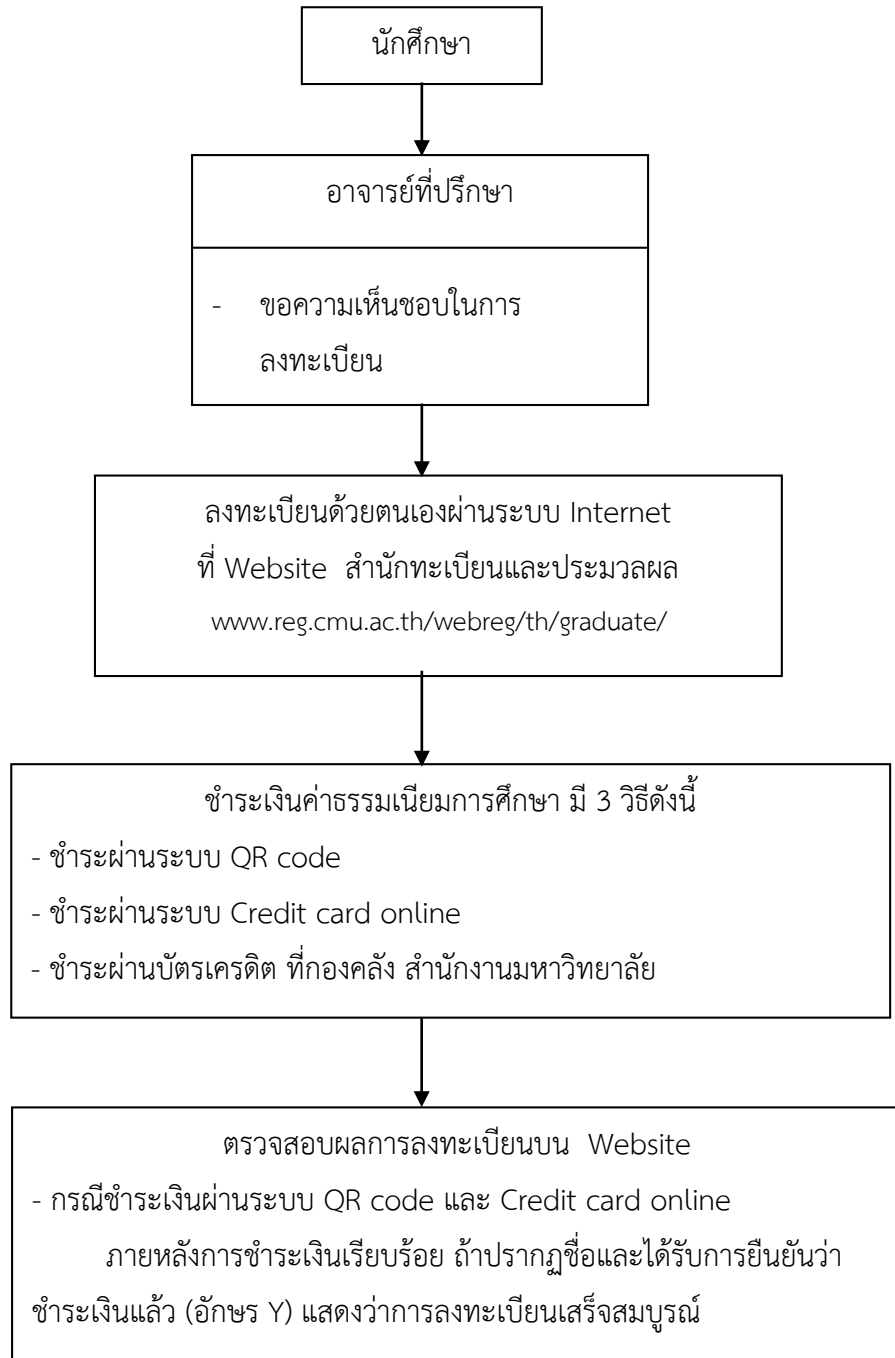 นักศึกษา
อาจารย์ที่ปรึกษา
- ขอความเห็นชอบในการ
ลงทะเบียน
ลงทะเบียนด้วยตนเองผ่านระบบ Internet
ที่ Website สำนักทะเบียนและประมวลผล
www.reg.cmu.ac.th/webreg/th/graduate/
ชำระเงินค่าธรรมเนียมการศึกษา มี 3 วิธีดังนี้
- ชำระผ่านระบบ QR code
- ชำระผ่านระบบ Credit card online
- ชำระผ่านบัตรเครดิต ที่กองคลัง สำนักงานมหาวิทยาลัย
ตรวจสอบผลการลงทะเบียนบน Website
- กรณีชำระเงินผ่านระบบ QR code และ Credit card online
ภายหลังการชำระเงินเรียบร้อย ถ้าปรากฏชื่อและได้รับการยืนยันว่า
ชำระเงินแล้ว (อักษร Y) แสดงว่าการลงทะเบียนเสร็จสมบูรณ์